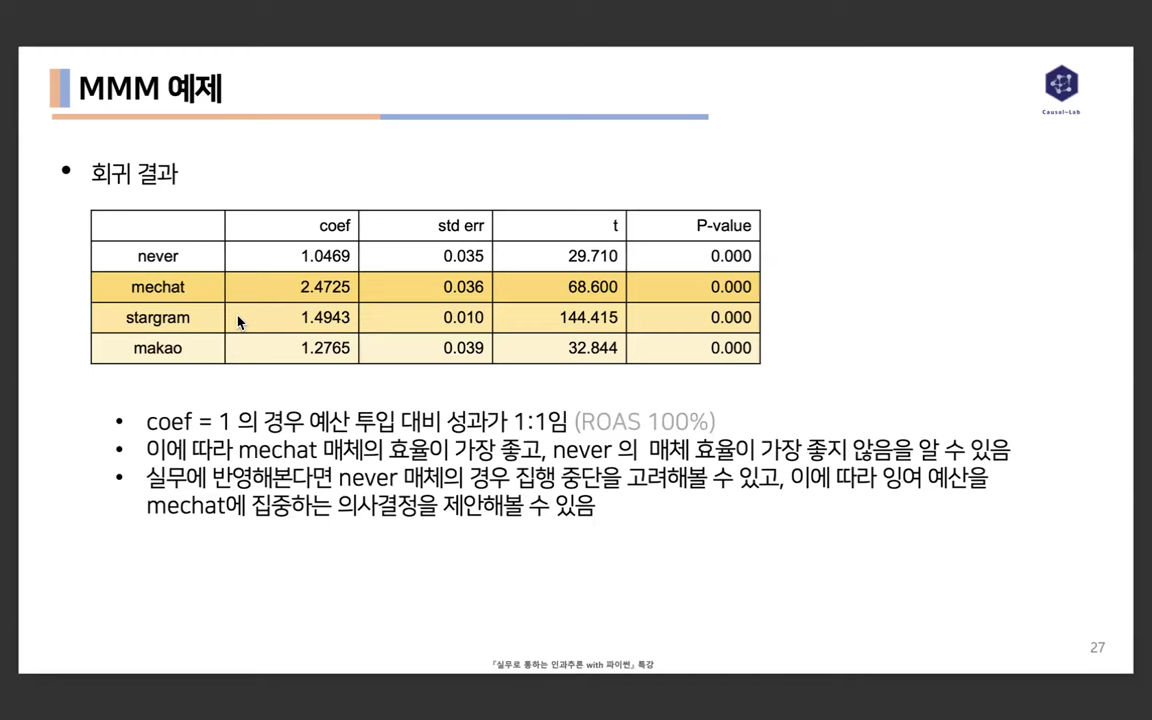 MMM 예제
Causal-Lab
• 회귀 결과
coef std err t P-value
never 1.0469 0.035 29.710 0.000
mechat 2.4725 0.036 68.600 0.000
stargram 1.4943 0.010 144.415 0.000
makao 1.2765 0.039 32.844 0.000
• coef = 1 의 경우 예산 투입 대비 성과가 1:1임 (ROAS 100%)
• 이에 따라 mechat 매체의 효율이 가장 좋고, never 의 매체 효율이 가장 좋지 않음을 알 수 있음
• 실무에 반영해본다면 never 매체의 경우 집행 중단을 고려해볼 수 있고, 이에 따라 잉여 예산을
mechat에 집중하는 의사결정을 제안해볼 수 있음
27
「실무로 통하는 인과추론 with 파이썬」 특강